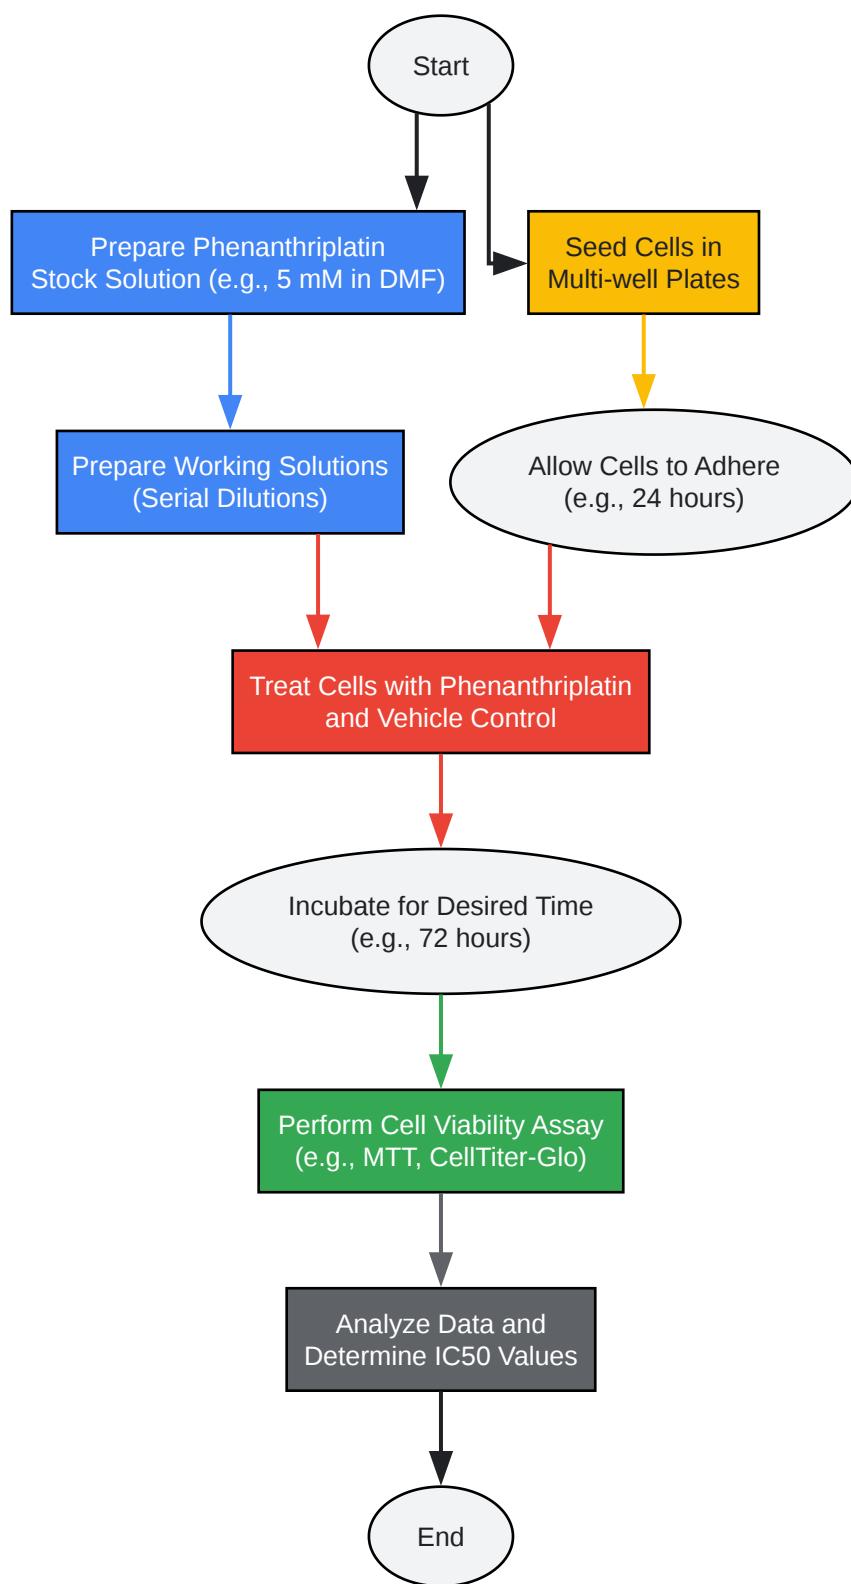 Start
Prepare Phenanthriplatin
Stock Solution (e.g., 5 mM in DMF)
Seed Cells in
Multi-well Plates
Prepare Working Solutions
(Serial Dilutions)
Allow Cells to Adhere
(e.g., 24 hours)
Treat Cells with Phenanthriplatin
and Vehicle Control
Incubate for Desired Time
(e.g., 72 hours)
Perform Cell Viability Assay
(e.g., MTT, CellTiter-Glo)
Analyze Data and
Determine IC50 Values
End